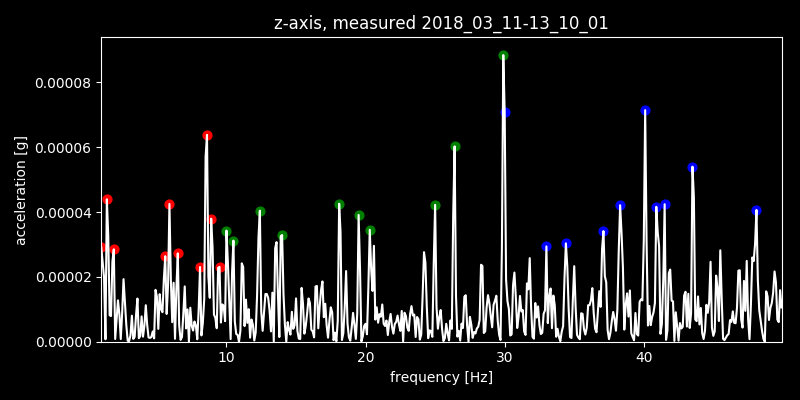 z-axis, measured 2018_03_11-13_10_01
0.00008
0.00006
0.00004
0.00002
0.00000
acceleration [g]
10 20 30 40
frequency [Hz]